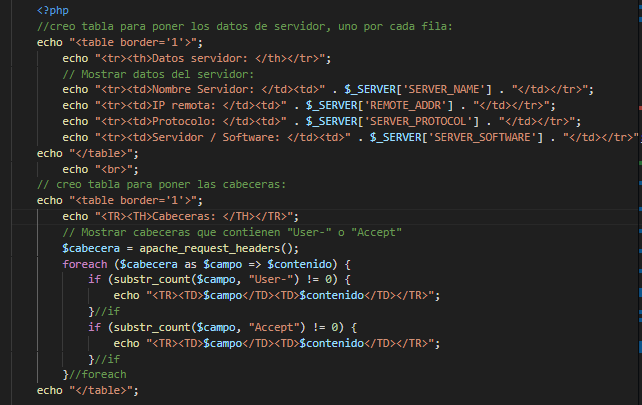 <?php
//creo tabla para poner los datos de servidor, uno por cada fila:
echo "<table border='1'>";
echo "<tr><th>Datos servidor: </th></tr>";
// Mostrar datos del servidor:
echo "<tr><td>Nombre Servidor: </td><td>" . $_SERVER['SERVER_NAME'] . "</td></tr>";
echo "<tr><td>IP remota: </td><td>" . $_SERVER['REMOTE_ADDR'] . "</td></tr>";
echo "<tr><td>Protocolo: </td><td>" . $_SERVER['SERVER_PROTOCOL'] . "</td></tr>";
echo "<tr><td>Servidor / Software: </td><td>" . $_SERVER['SERVER_SOFTWARE'] . "</td></tr>"
echo "</table>";
echo "<br>";
// creo tabla para poner las cabeceras:
echo "<table border='1'>";
echo "<TR><TH>Cabeceras: </TH></TR>";
// Mostrar cabeceras que contienen "User-" o "Accept"
$cabecera = apache_request_headers();
foreach ($cabecera as $campo => $contenido) {
if (substr_count($campo, "User-") != 0) {
echo "<TR><TD>$campo</TD><TD>$contenido</TD></TR>";
}//if
if (substr_count($campo, "Accept") != 0) {
echo "<TR><TD>$campo</TD><TD>$contenido</TD></TR>";
}//if
}//foreach
echo "</table>";